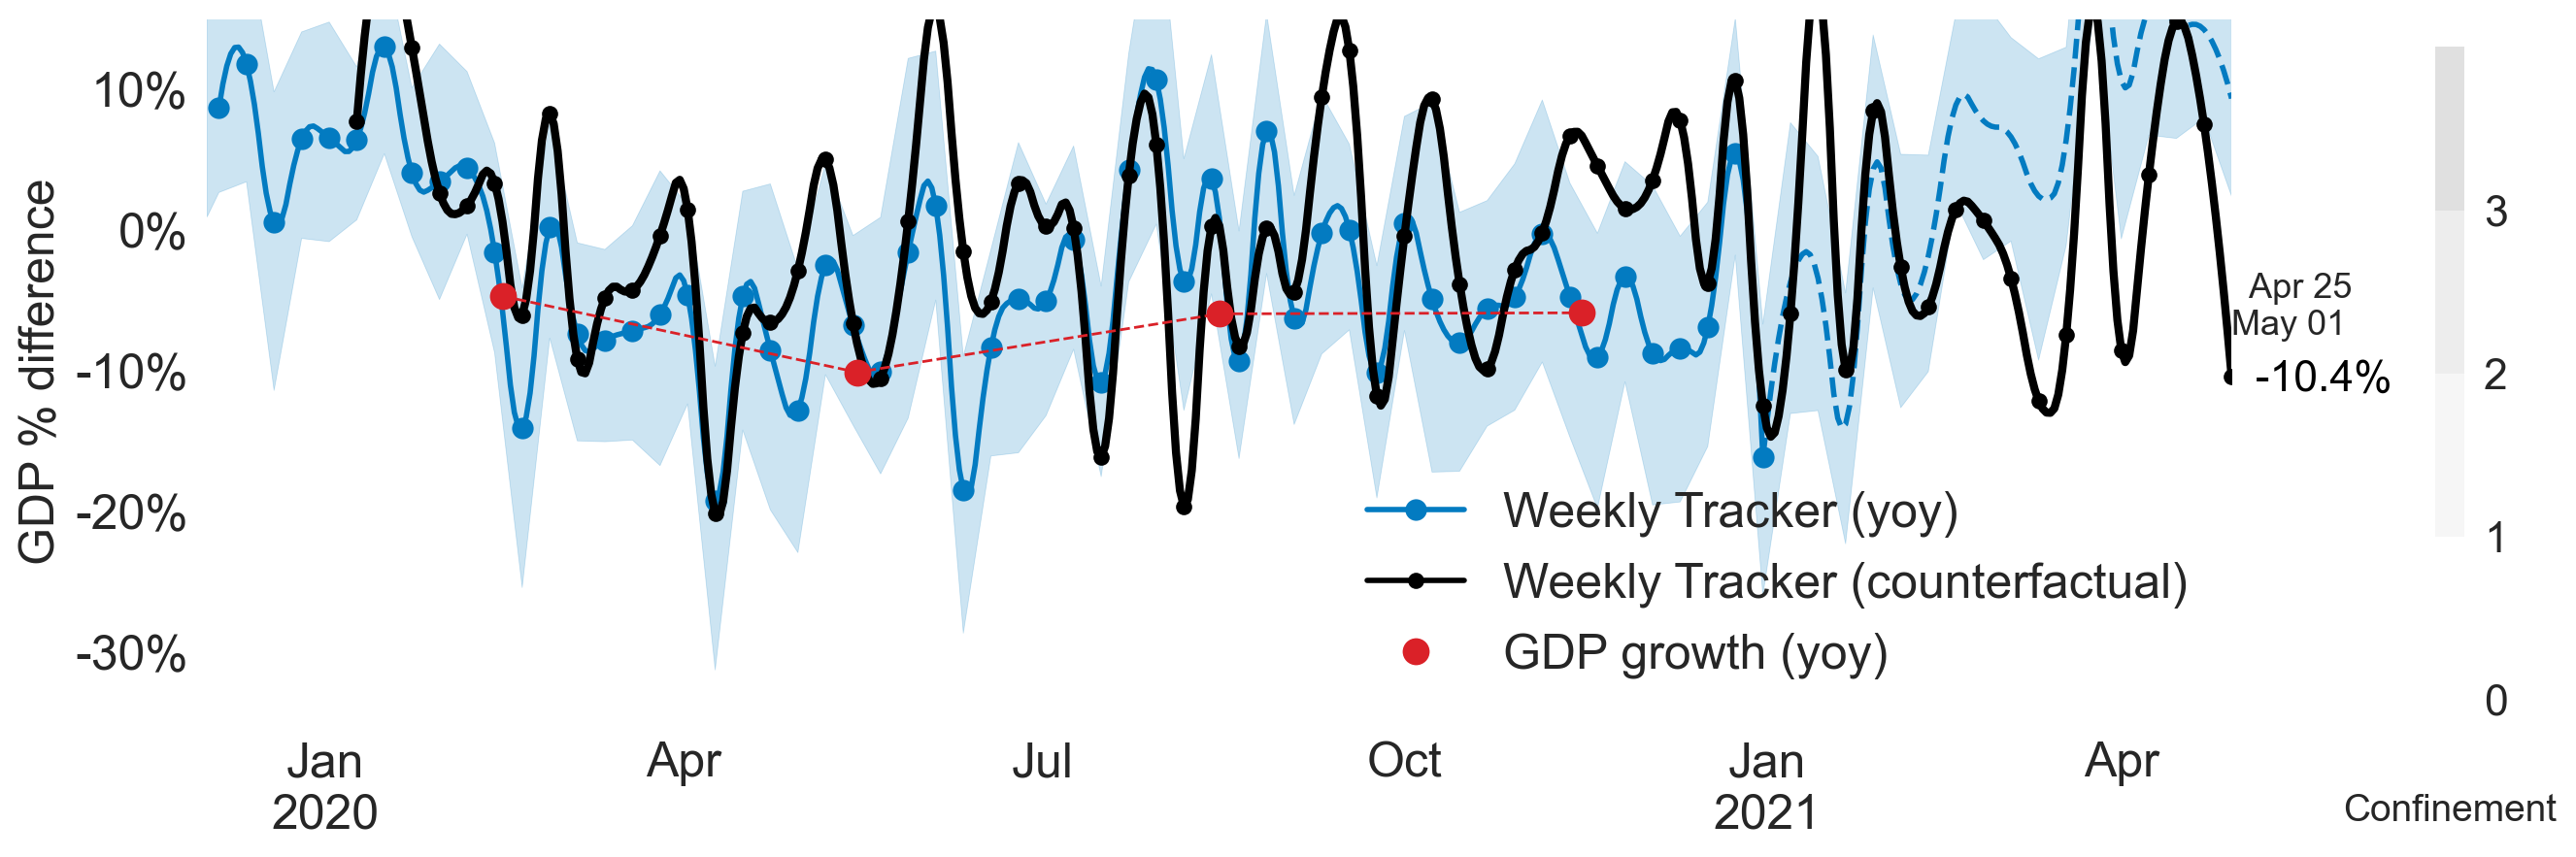 GDP % difference
10%
0%
-10%
-20%
-30%
Apr 25
May 01
-10.4%
Weekly Tracker (yoy)
Weekly Tracker (counterfactual)
GDP growth (yoy)
Jan
2020
Apr
Jul
Oct
Jan
2021
Apr
3
2
1
0
Confinement